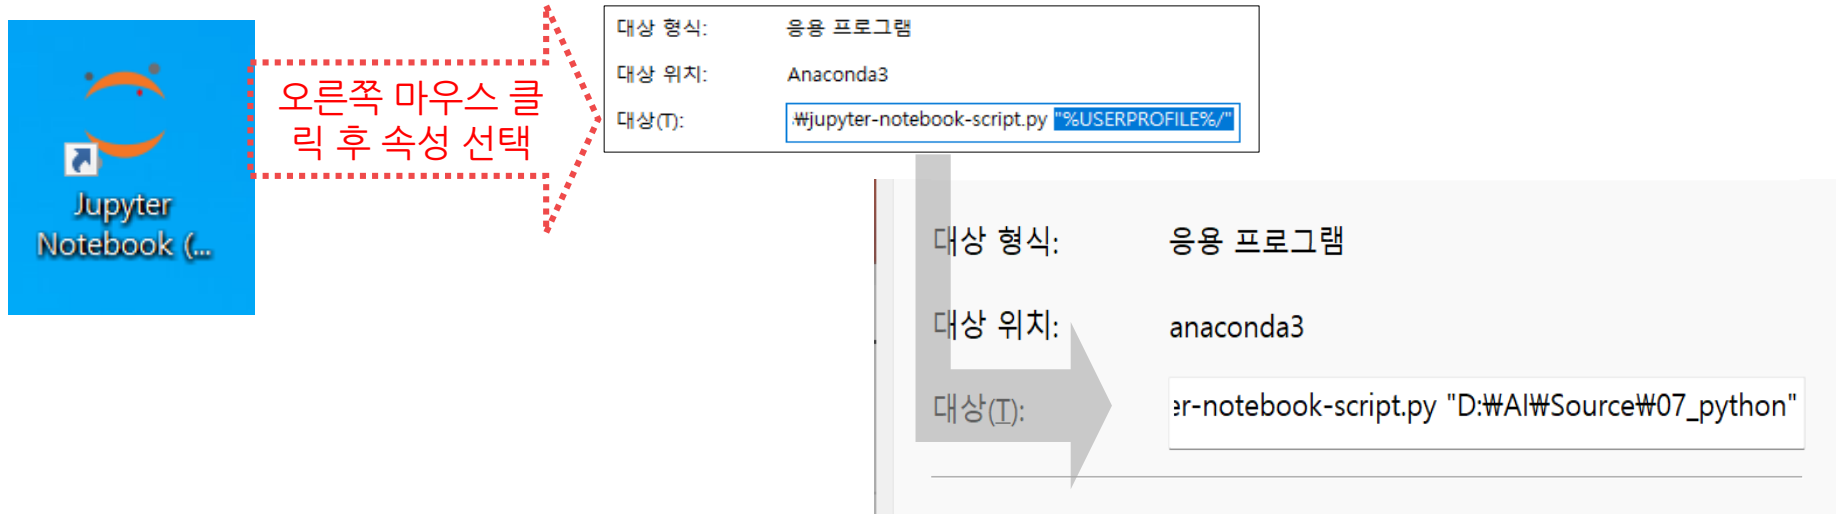 Jupyter
Notebook (...
오른쪽 마우스 클
릭 후 속성 선택
대상 형식: 응용 프로그램
대상 위치: Anaconda3
대상(T): ₩jupyter-notebook-script.py "%USERPROFILE%/"
대상 형식: 응용 프로그램
대상 위치: anaconda3
대상(T): er-notebook-script.py "D:₩AI₩Source₩07_python"